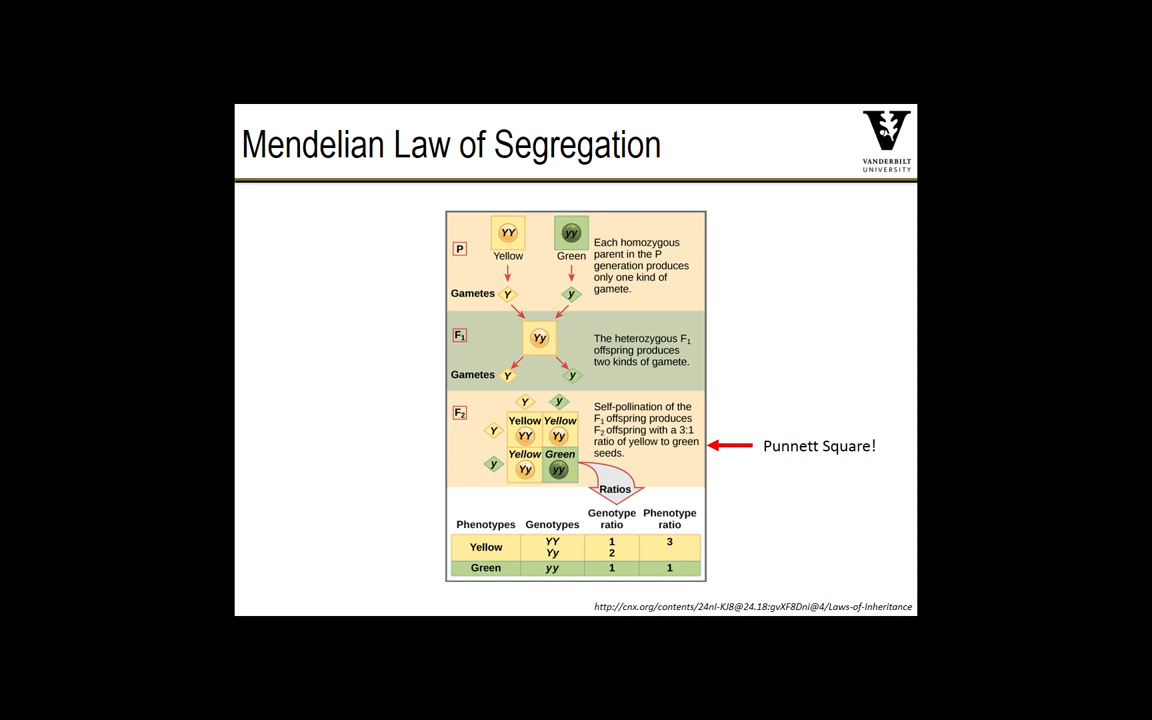 Mendelian Law of Segregation
VANDERBILT
UNIVERSITY
P
YY
yy
Yellow
Green
Each homozygous
parent in the P
generation produces
only one kind of
gamete.
Gametes
Y
y
F1
Yy
The heterozygous F1
offspring produces
two kinds of gamete.
Gametes
Y
y
F2
Y
y
Y
Yellow
Yellow
YY
Yy
y
Yellow
Green
Yy
yy
Self-pollination of the
F1 offspring produces
F2 offspring with a 3:1
ratio of yellow to green
seeds.
Punnett Square!
Ratios
Phenotypes
Genotypes
Genotype
ratio
Phenotype
ratio
Yellow
YY
Yy
1
2
3
Green
yy
1
1
http://cnx.org/contents/24nI-KJ8@24.18:gvXF8Dni@4/Laws-of-Inheritance